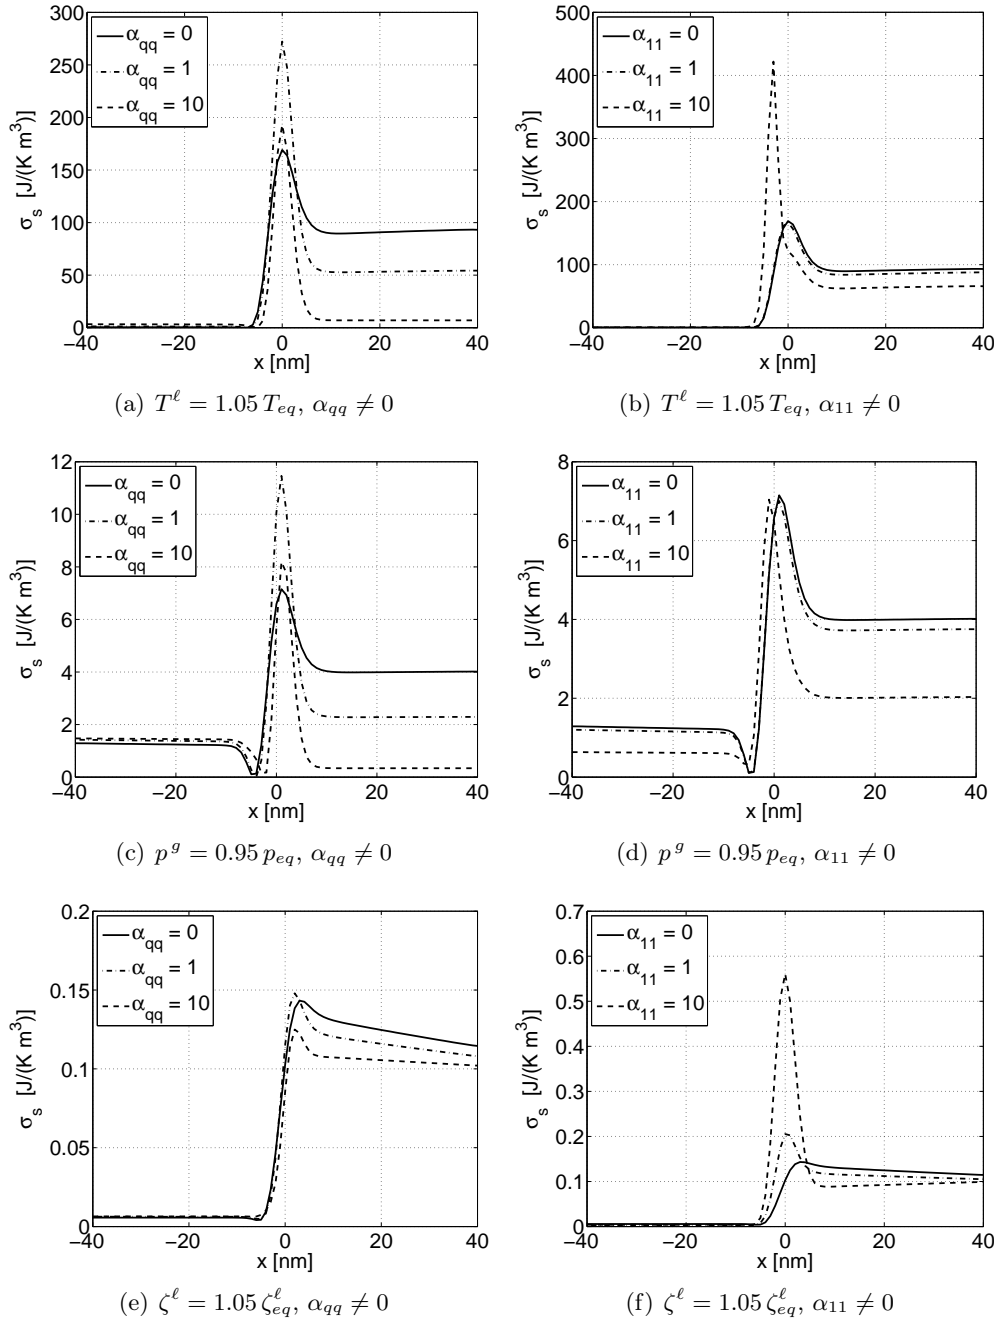 300
250
200
150
100
50
0
−40
−20
0
20
40
x [nm]
σs [J/(K m³)]
αqq = 0
αqq = 1
αqq = 10
(a) Tℓ = 1.05 Teq, αqq ≠ 0
500
400
300
200
100
0
−40
−20
0
20
40
x [nm]
σs [J/(K m³)]
α11 = 0
α11 = 1
α11 = 10
(b) Tℓ = 1.05 Teq, α11 ≠ 0
12
10
8
6
4
2
0
−40
−20
0
20
40
x [nm]
σs [J/(K m³)]
αqq = 0
αqq = 1
αqq = 10
(c) pg = 0.95 peq, αqq ≠ 0
8
6
4
2
0
−40
−20
0
20
40
x [nm]
σs [J/(K m³)]
α11 = 0
α11 = 1
α11 = 10
(d) pg = 0.95 peq, α11 ≠ 0
0.2
0.15
0.1
0.05
0
−40
−20
0
20
40
x [nm]
σs [J/(K m³)]
αqq = 0
αqq = 1
αqq = 10
(e) ζℓ = 1.05 ζℓeq, αqq ≠ 0
0.7
0.6
0.5
0.4
0.3
0.2
0.1
0
−40
−20
0
20
40
x [nm]
σs [J/(K m³)]
α11 = 0
α11 = 1
α11 = 10
(f) ζℓ = 1.05 ζℓeq, α11 ≠ 0